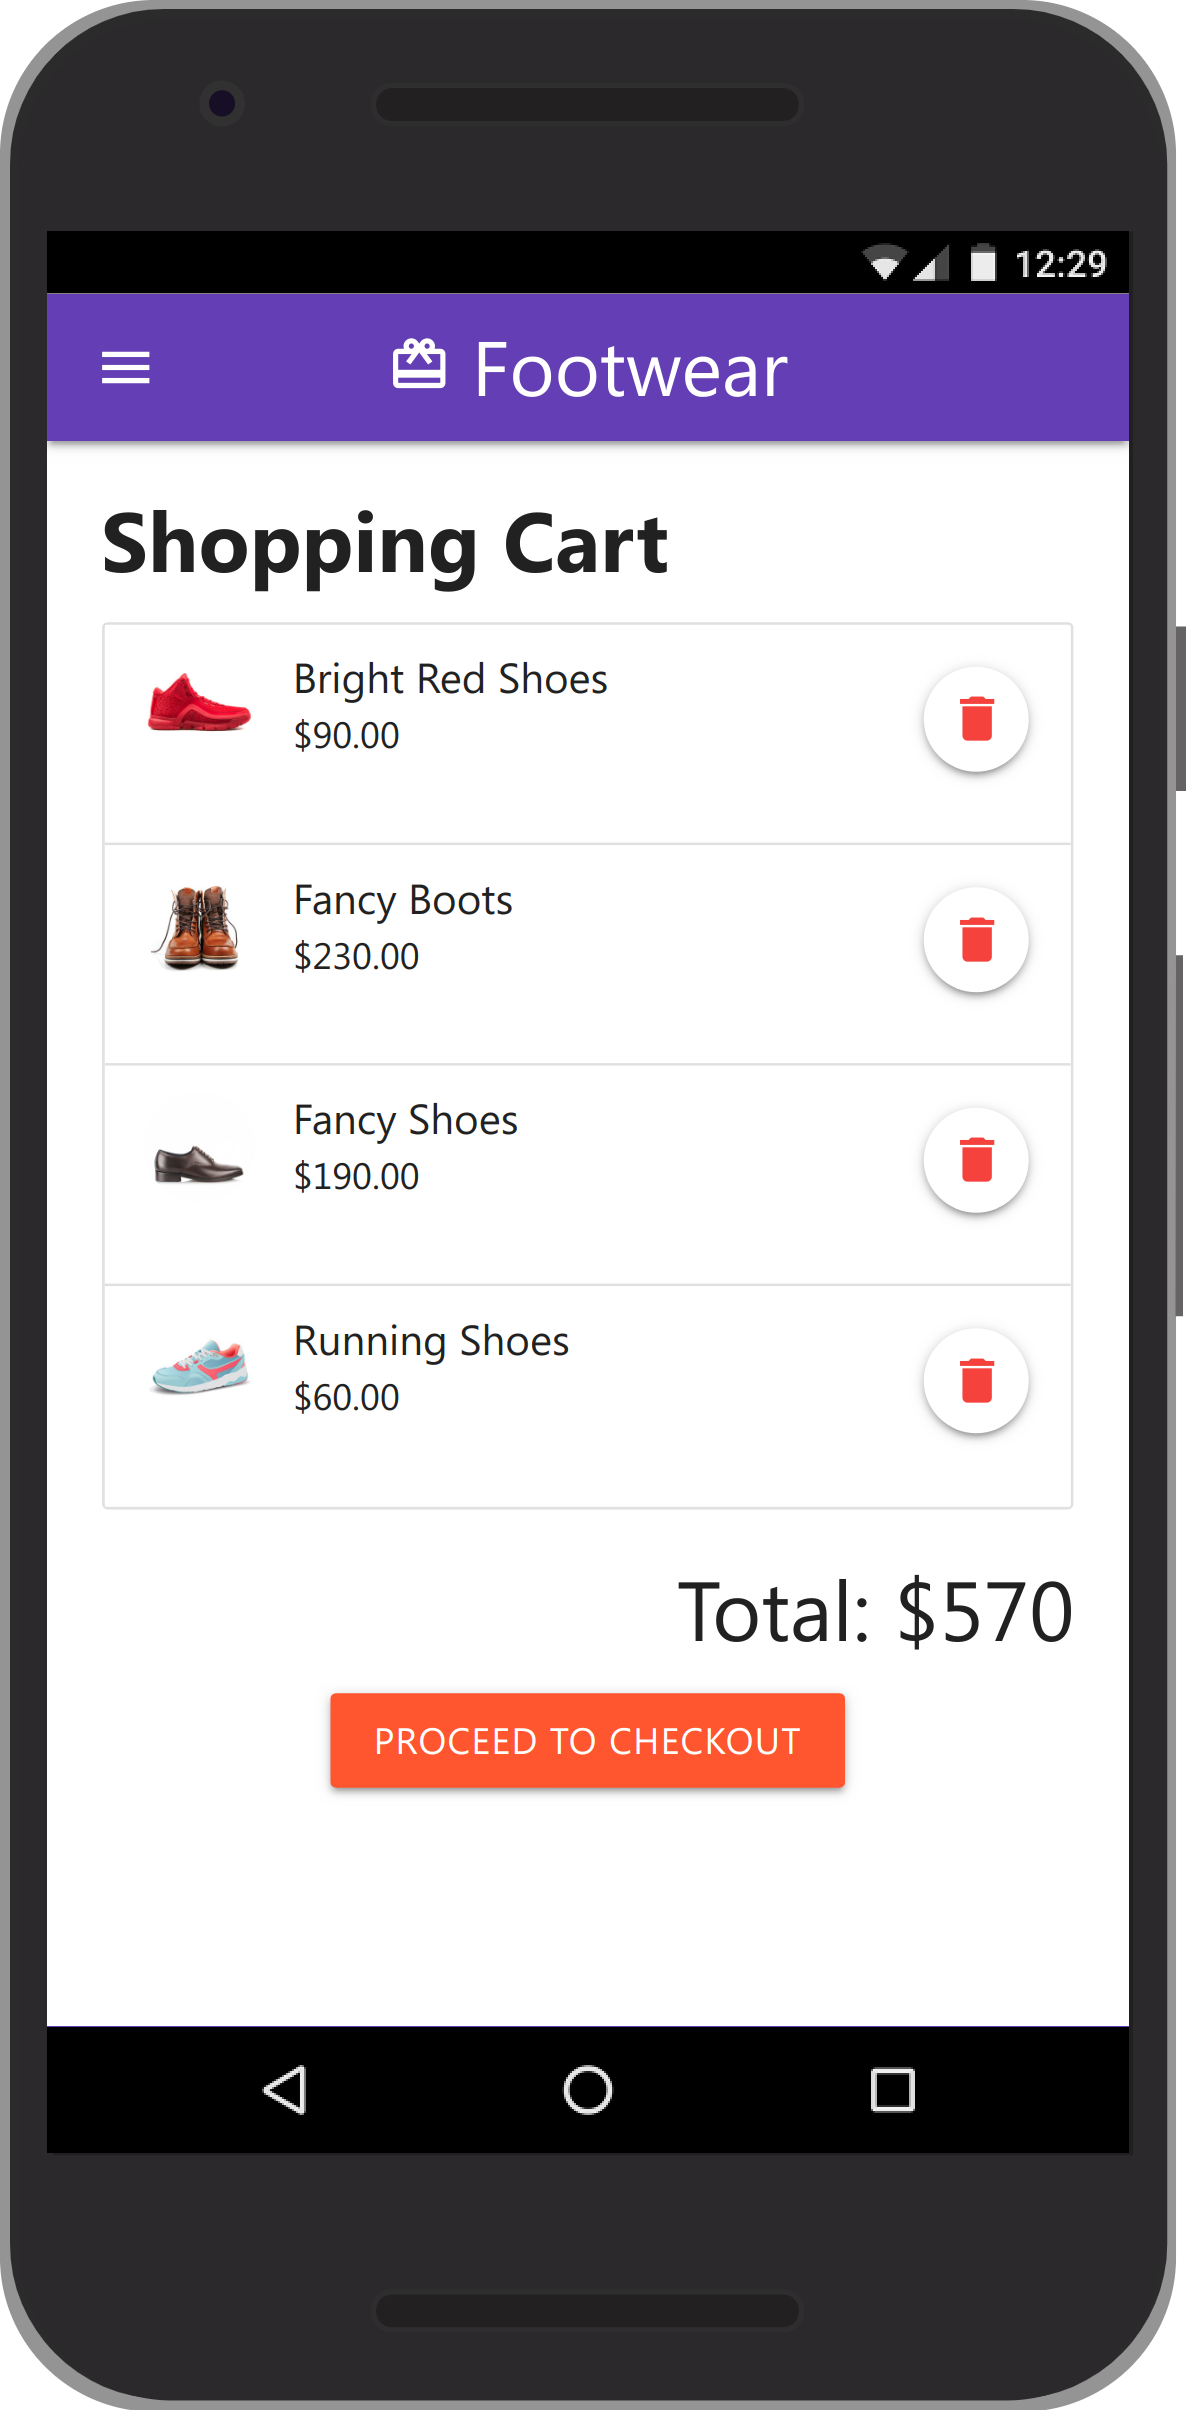 12:29
Footwear
Shopping Cart
Bright Red Shoes
$90.00
Fancy Boots
$230.00
Fancy Shoes
$190.00
Running Shoes
$60.00
Total: $570
PROCEED TO CHECKOUT